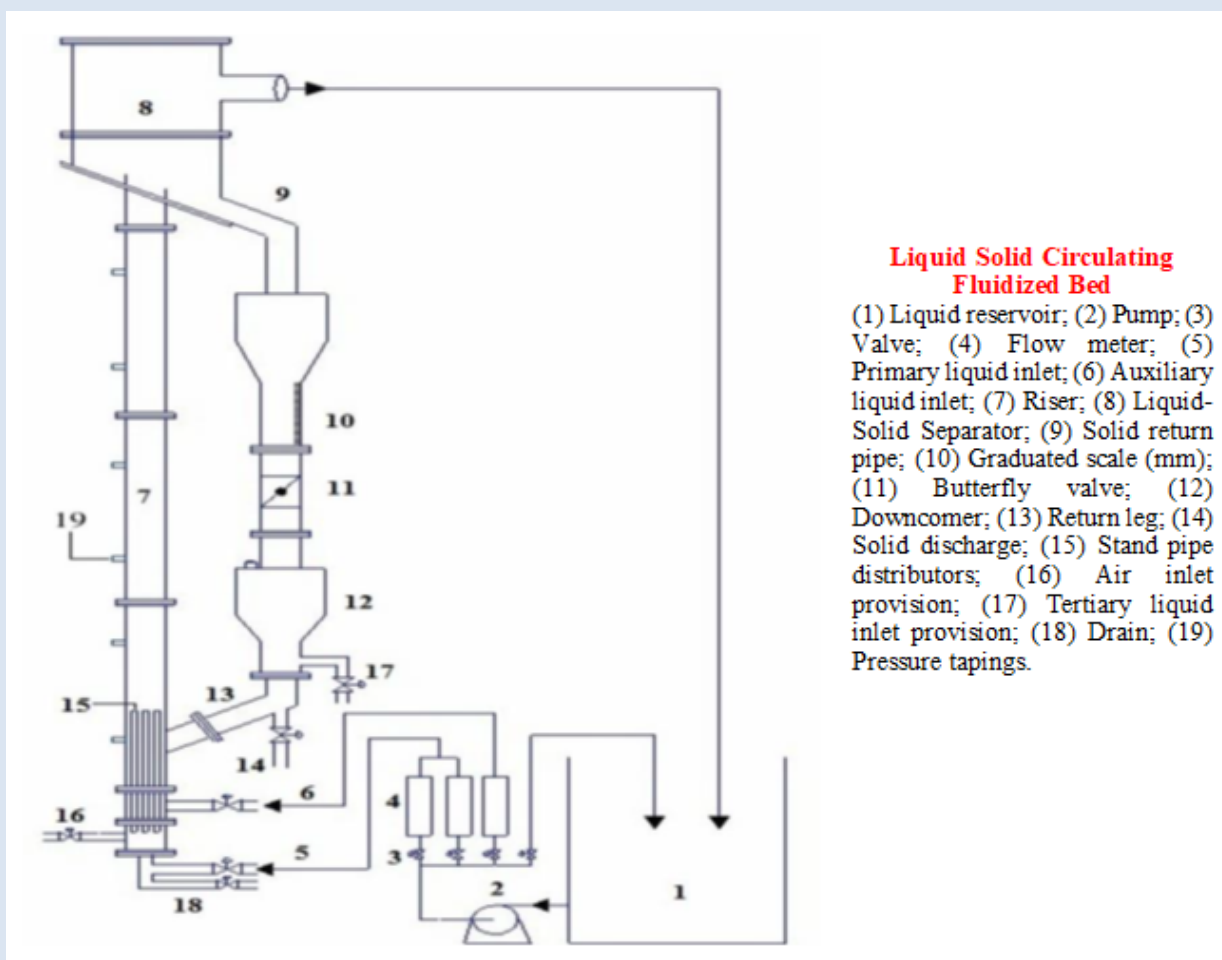 8
9
10
11
7
19
12
17
13
15
14
6
4
16
3
5
2
1
18
Liquid Solid Circulating
Fluidized Bed
(1) Liquid reservoir; (2) Pump; (3)
Valve; (4) Flow meter; (5)
Primary liquid inlet; (6) Auxiliary
liquid inlet; (7) Riser; (8) Liquid-
Solid Separator; (9) Solid return
pipe; (10) Graduated scale (mm);
(11) Butterfly valve; (12)
Downcomer; (13) Return leg; (14)
Solid discharge; (15) Stand pipe
distributors; (16) Air inlet
provision; (17) Tertiary liquid
inlet provision; (18) Drain; (19)
Pressure tapings.